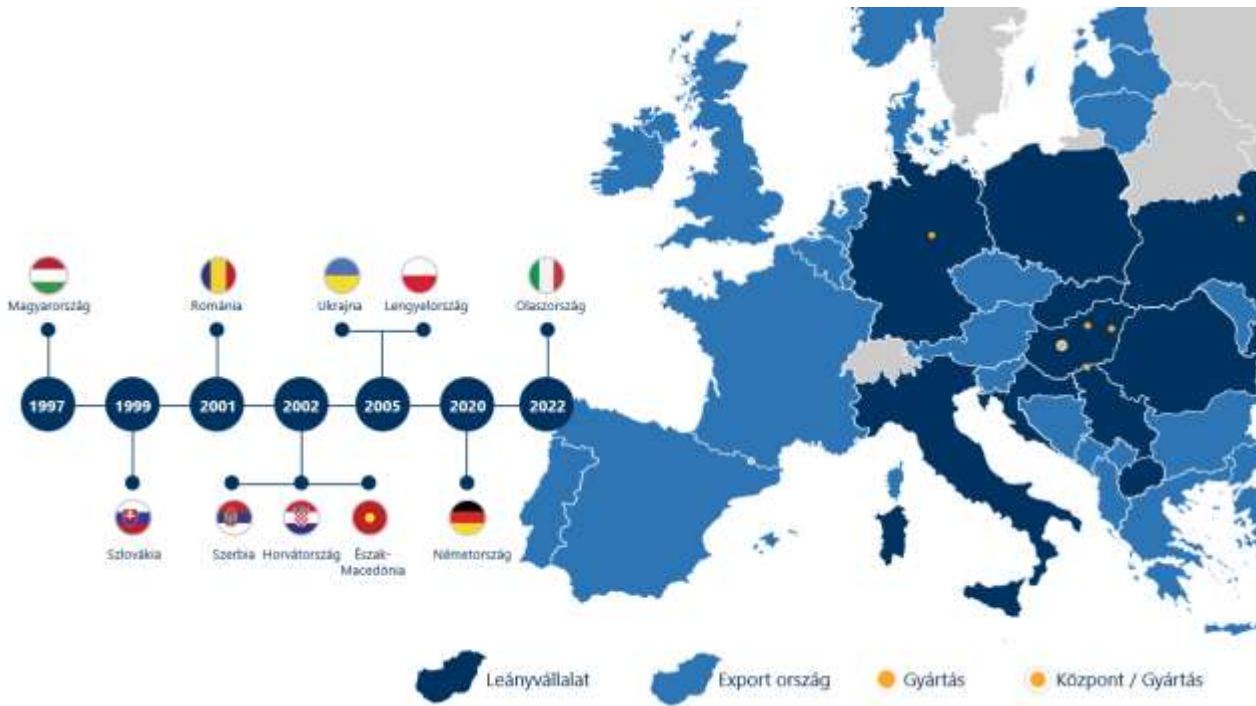 Magyarország
Románia
Ukrajna
Lengyelország
Olaszország
1997
1999
2001
2002
2005
2020
2022
Szlovákia
Szerbia
Horvátország
Észak-
Macedónia
Németország
Leányvállalat
Export ország
Gyártás
Központ / Gyártás